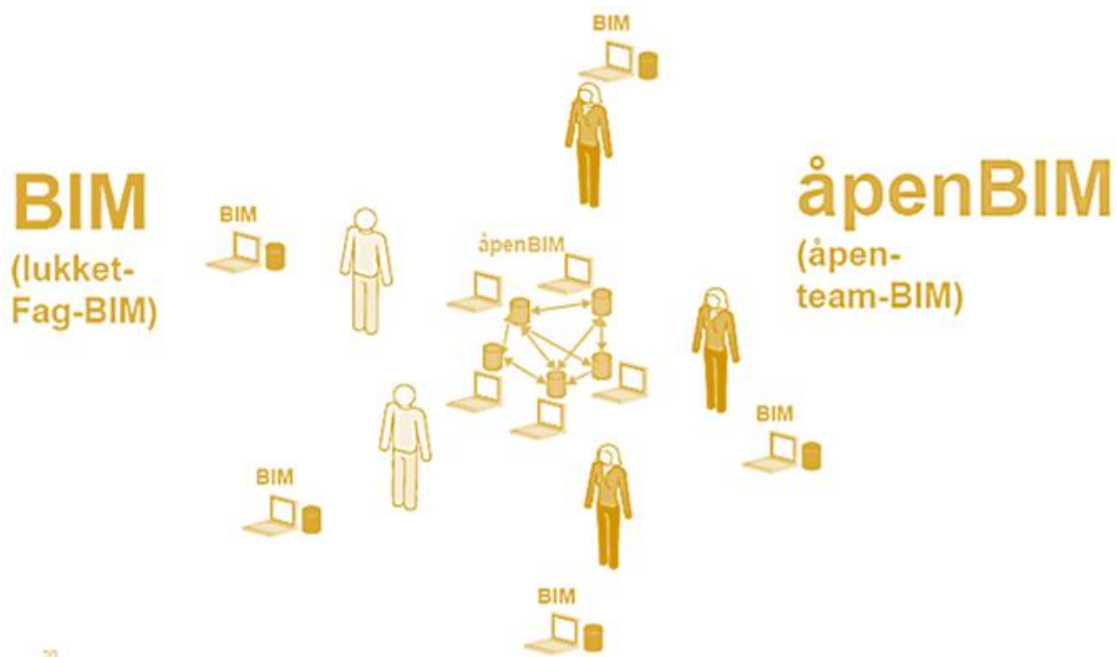 BIM
BIM
(lukket-
Fag-BIM)
BIM
åpenBIM
åpenBIM
(åpen-
team-BIM)
BIM
BIM
BIM